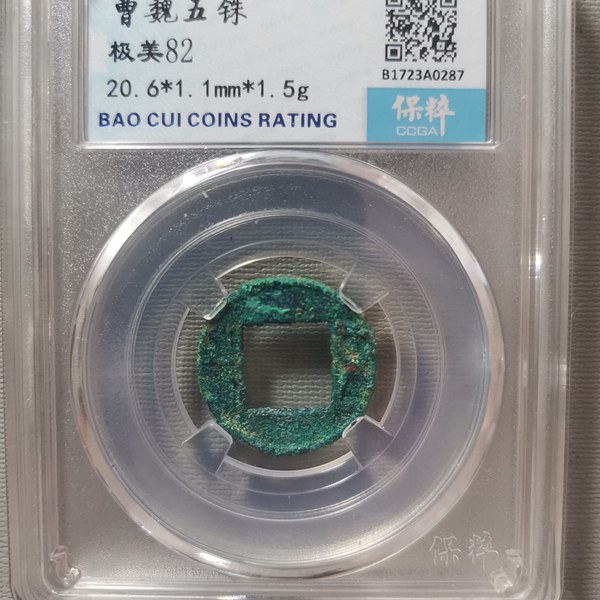 曹魏五铢
极美82
20.6*1.1mm*1.5g
BAO CUI COINS RATING
B1723A0287
保粹
CCGA
保粹